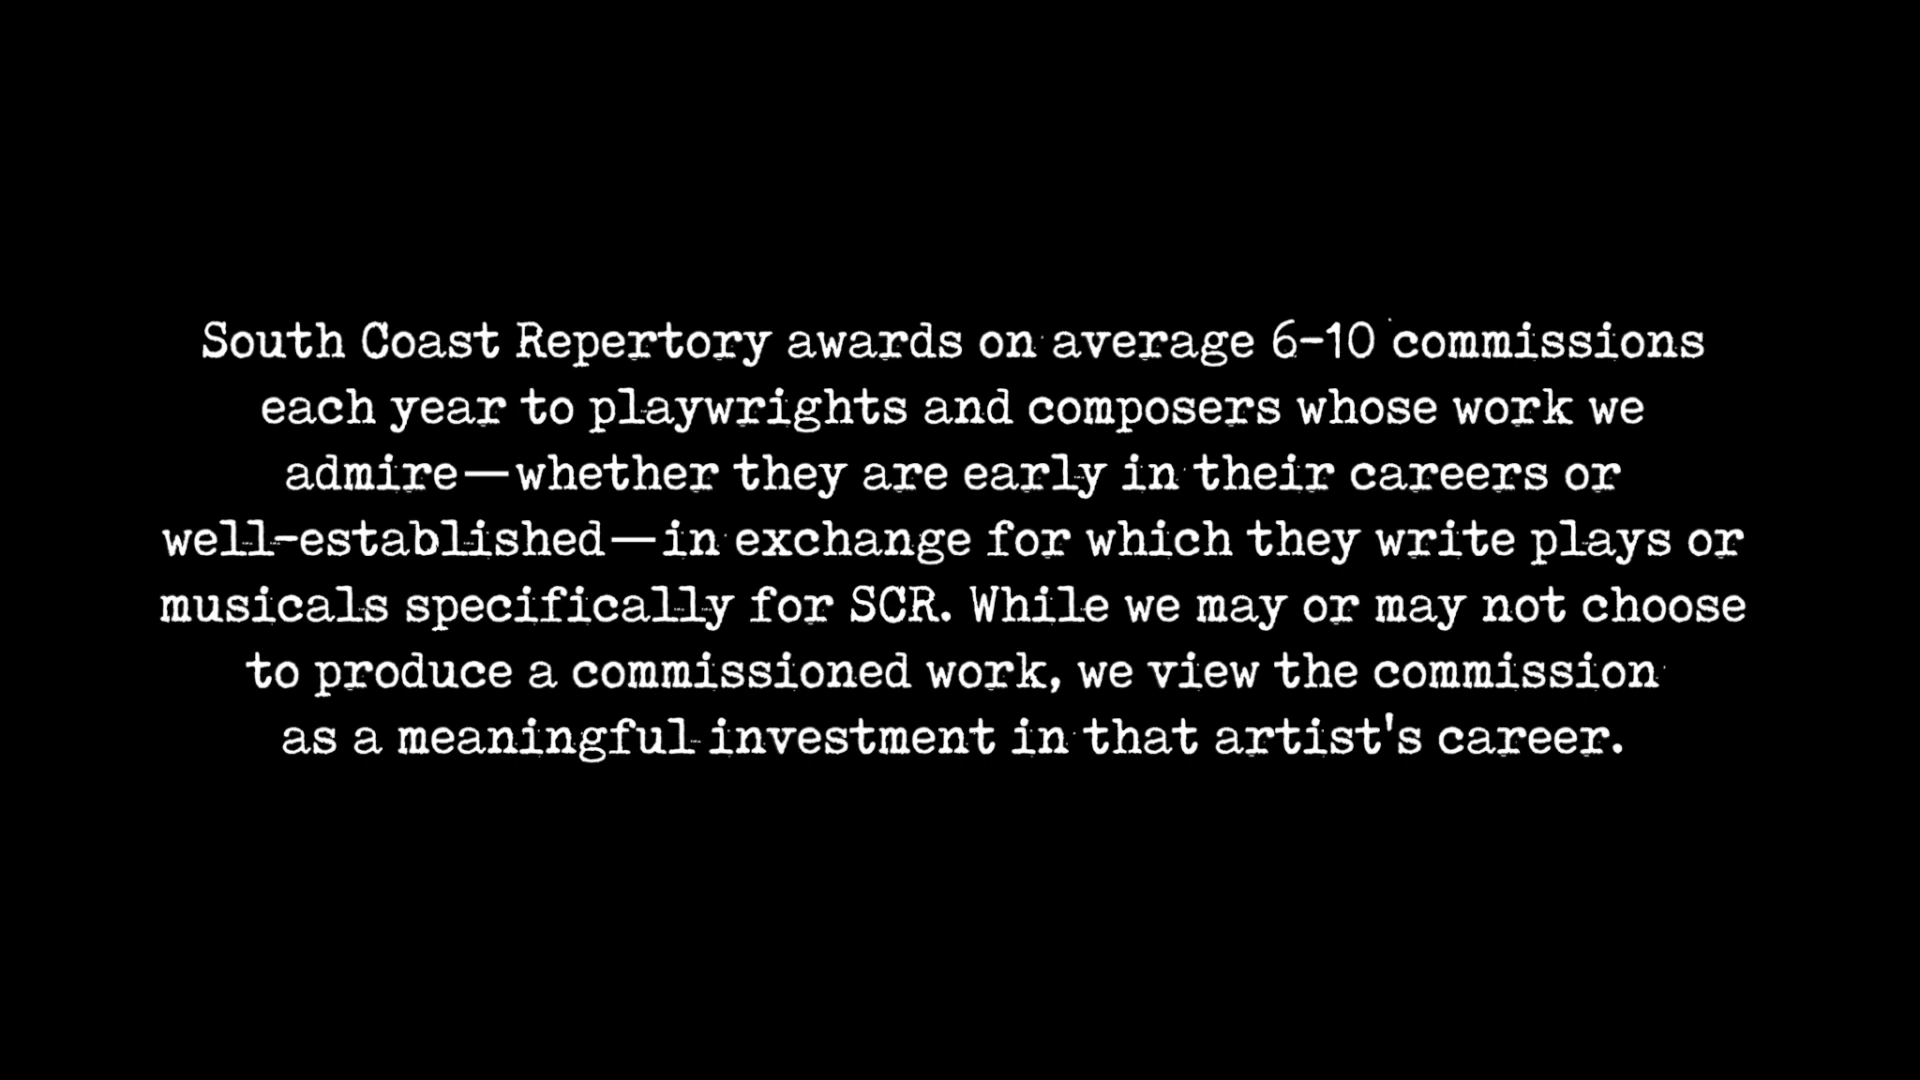 South Coast Repertory awards on average 6-10 commissions
each year to playwrights and composers whose work we
admire—whether they are early in their careers or
well-established—in exchange for which they write plays or
musicals specifically for SCR. While we may or may not choose
to produce a commissioned work, we view the commission
as a meaningful investment in that artist's career.